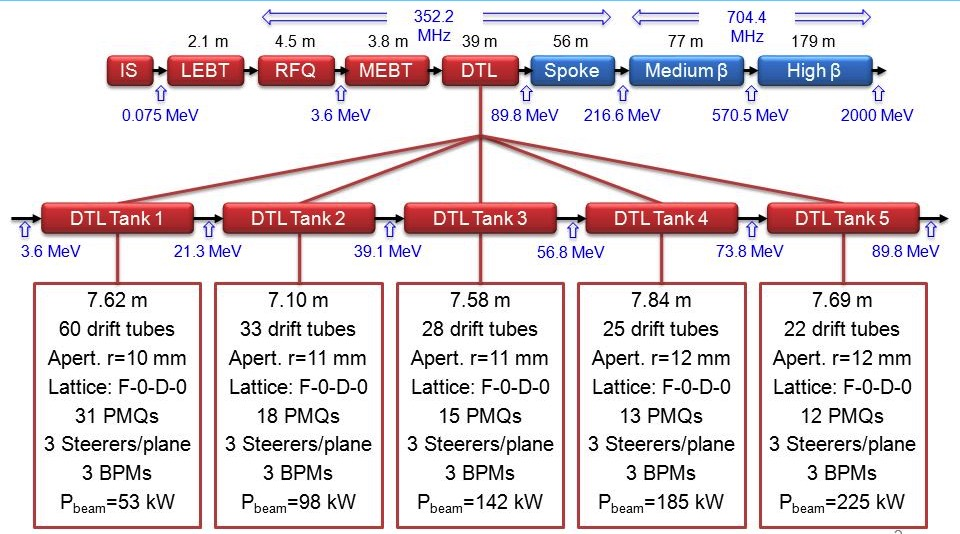 352.2
MHz
704.4
MHz
2.1 m
4.5 m
3.8 m
39 m
56 m
77 m
179 m
IS
LEBT
RFQ
MEBT
DTL
Spoke
Medium β
High β
0.075 MeV
3.6 MeV
89.8 MeV
216.6 MeV
570.5 MeV
2000 MeV
DTL Tank 1
DTL Tank 2
DTL Tank 3
DTL Tank 4
DTL Tank 5
3.6 MeV
21.3 MeV
39.1 MeV
56.8 MeV
73.8 MeV
89.8 MeV
7.62 m
60 drift tubes
Apert. r=10 mm
Lattice: F-0-D-0
31 PMQs
3 Steerers/plane
3 BPMs
Pbeam=53 kW
7.10 m
33 drift tubes
Apert. r=11 mm
Lattice: F-0-D-0
18 PMQs
3 Steerers/plane
3 BPMs
Pbeam=98 kW
7.58 m
28 drift tubes
Apert. r=11 mm
Lattice: F-0-D-0
15 PMQs
3 Steerers/plane
3 BPMs
Pbeam=142 kW
7.84 m
25 drift tubes
Apert. r=12 mm
Lattice: F-0-D-0
13 PMQs
3 Steerers/plane
3 BPMs
Pbeam=185 kW
7.69 m
22 drift tubes
Apert. r=12 mm
Lattice: F-0-D-0
12 PMQs
3 Steerers/plane
3 BPMs
Pbeam=225 kW